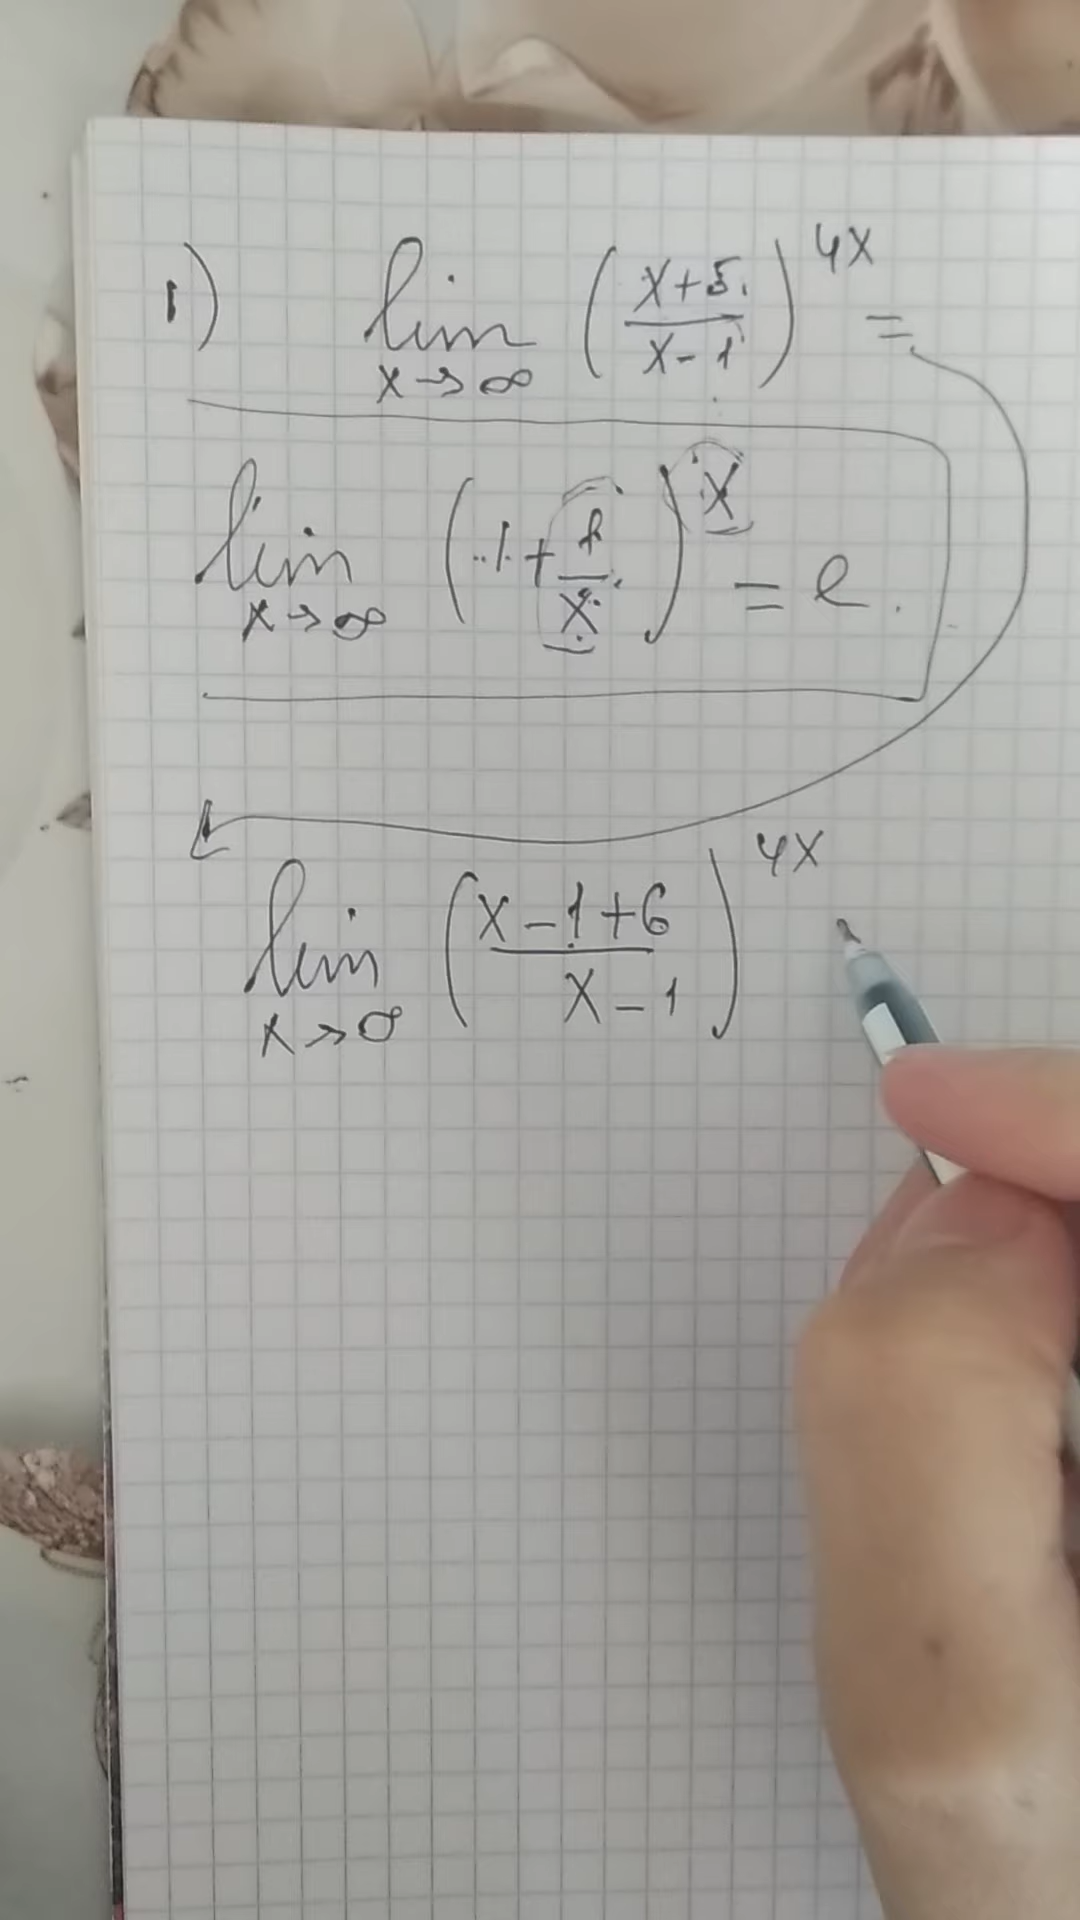 1) lim x→∞ (x+5/x-1)^4x =
lim x→∞ (1+1/x)^x = e.
lim x→∞ (x-1+6/x-1)^4x